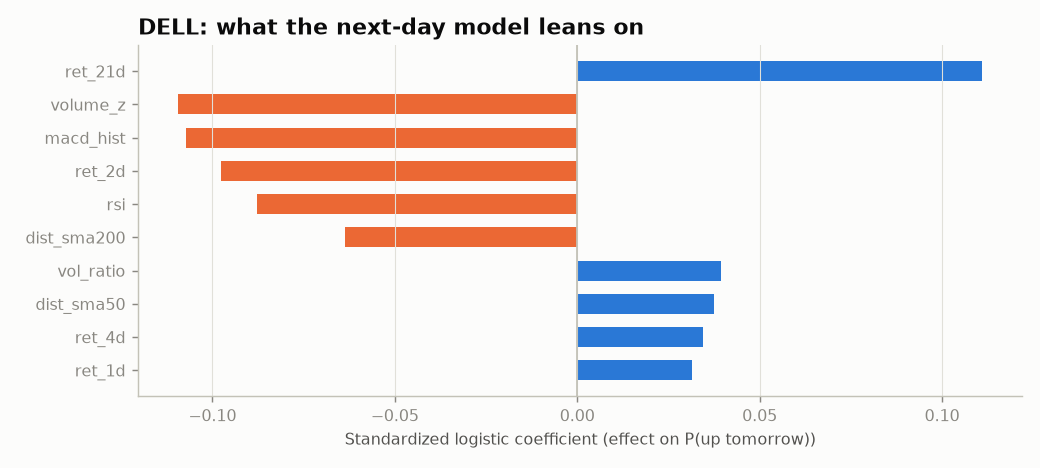 DELL: what the next-day model leans on
ret_21d
volume_z
macd_hist
ret_2d
rsi
dist_sma200
vol_ratio
dist_sma50
ret_4d
ret_1d
−0.10 −0.05 0.00 0.05 0.10
Standardized logistic coefficient (effect on P(up tomorrow))